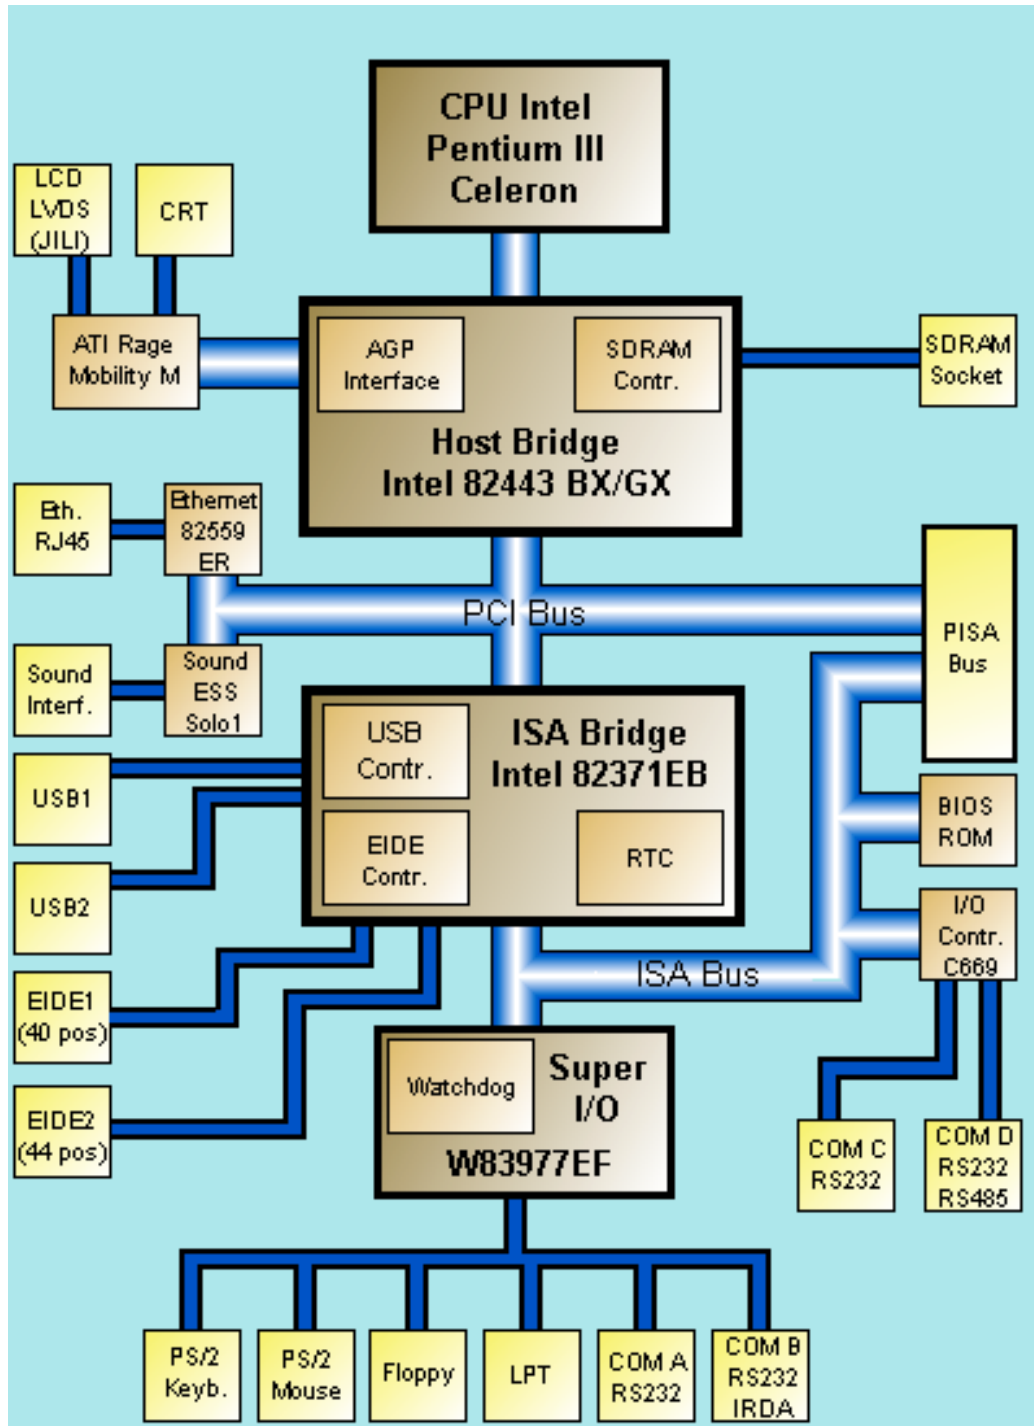 CPU Intel
Pentium III
Celeron
LCD
LVDS
(JILI)
CRT
ATI Rage
Mobility M
AGP
Interface
SDRAM
Contr.
SDRAM
Socket
Host Bridge
Intel 82443 BX/GX
Eth.
RJ45
Ethernet
82559
ER
PCI Bus
PISA
Bus
Sound
Interf.
Sound
ESS
Solo1
USB
Contr.
ISA Bridge
Intel 82371EB
USB1
EIDE
Contr.
RTC
BIOS
ROM
USB2
I/O
Contr.
C669
ISA Bus
EIDE1
(40 pos)
Watchdog
Super
I/O
W83977EF
EIDE2
(44 pos)
COM C
RS232
COM D
RS232
RS485
PS/2
Keyb.
PS/2
Mouse
Floppy
LPT
COM A
RS232
COM B
RS232
IRDA